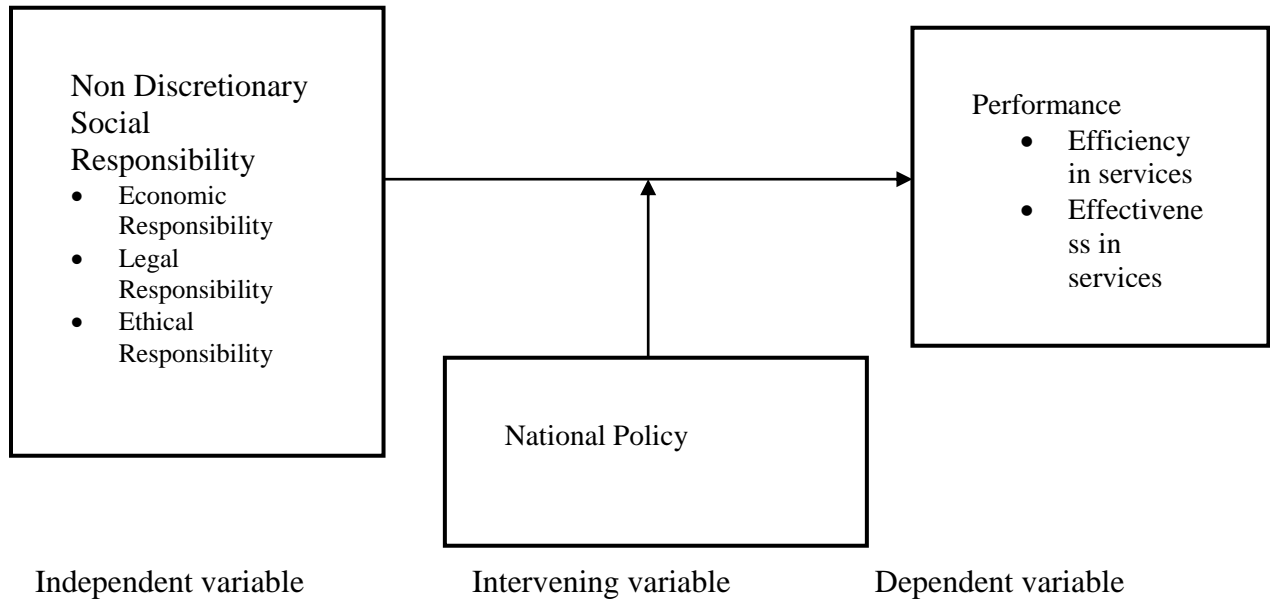 Non Discretionary
Social
Responsibility
• Economic
Responsibility
• Legal
Responsibility
• Ethical
Responsibility
Performance
• Efficiency
in services
• Effectivene
ss in
services
National Policy
Independent variable
Intervening variable
Dependent variable